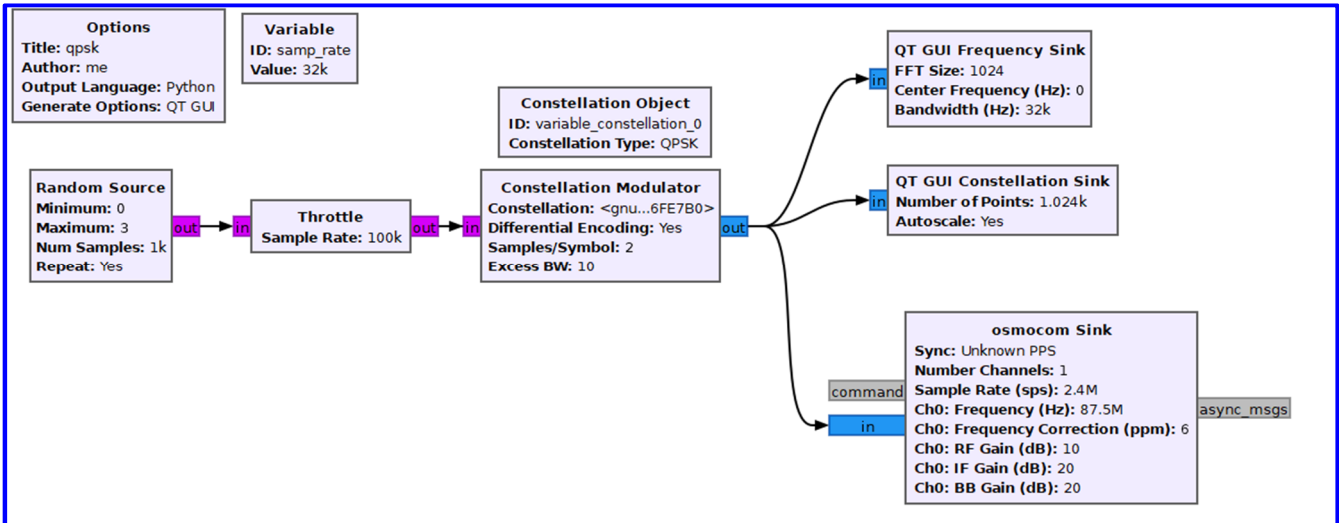 Options
Title: qpsk
Author: me
Output Language: Python
Generate Options: QT GUI
Variable
ID: samp_rate
Value: 32k
QT GUI Frequency Sink
FFT Size: 1024
Center Frequency (Hz): 0
Bandwidth (Hz): 32k
in
Constellation Object
ID: variable_constellation_0
Constellation Type: QPSK
Random Source
Minimum: 0
Maximum: 3
Num Samples: 1k
Repeat: Yes
out
in
Throttle
Sample Rate: 100k
out
in
Constellation Modulator
Constellation: <gnu...6FE7B0>
Differential Encoding: Yes
Samples/Symbol: 2
Excess BW: 10
out
in
QT GUI Constellation Sink
Number of Points: 1.024k
Autoscale: Yes
osmocom Sink
Sync: Unknown PPS
Number Channels: 1
Sample Rate (sps): 2.4M
Ch0: Frequency (Hz): 87.5M
Ch0: Frequency Correction (ppm): 6
Ch0: RF Gain (dB): 10
Ch0: IF Gain (dB): 20
Ch0: BB Gain (dB): 20
command
in
async_msgs